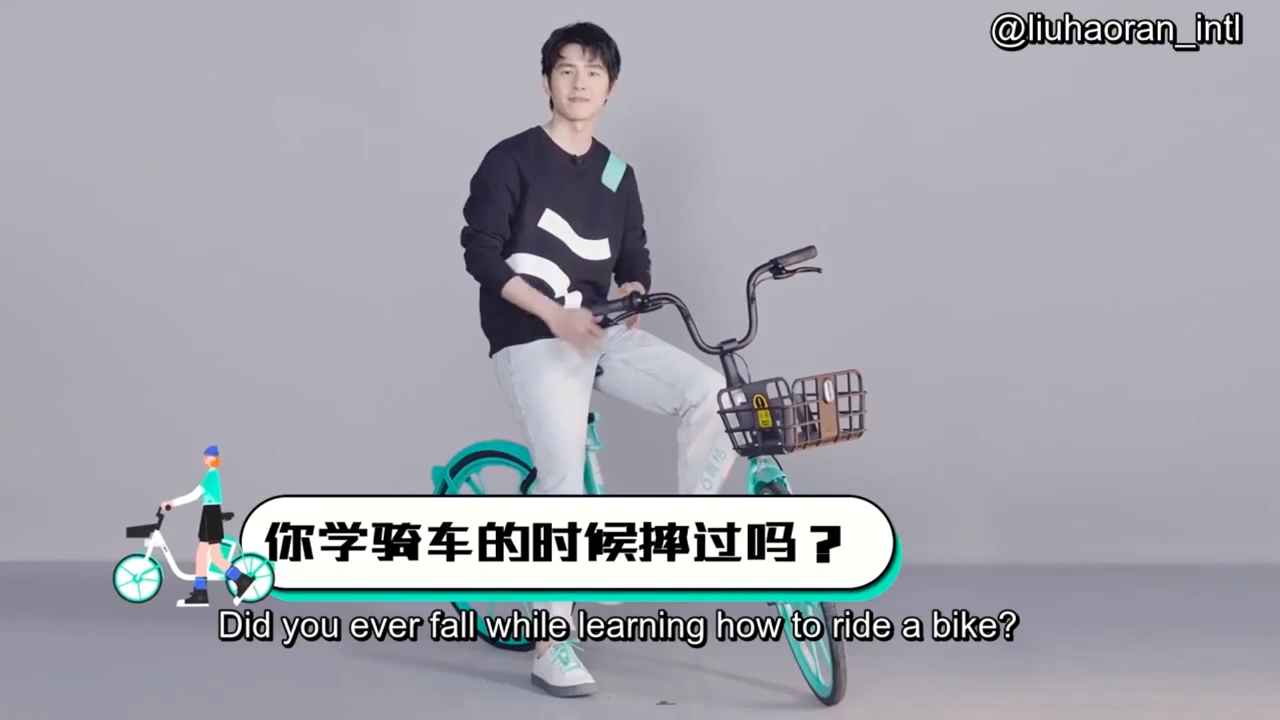 @liuhaoran_intl
你学骑车的时候摔过吗？
Did you ever fall while learning how to ride a bike?